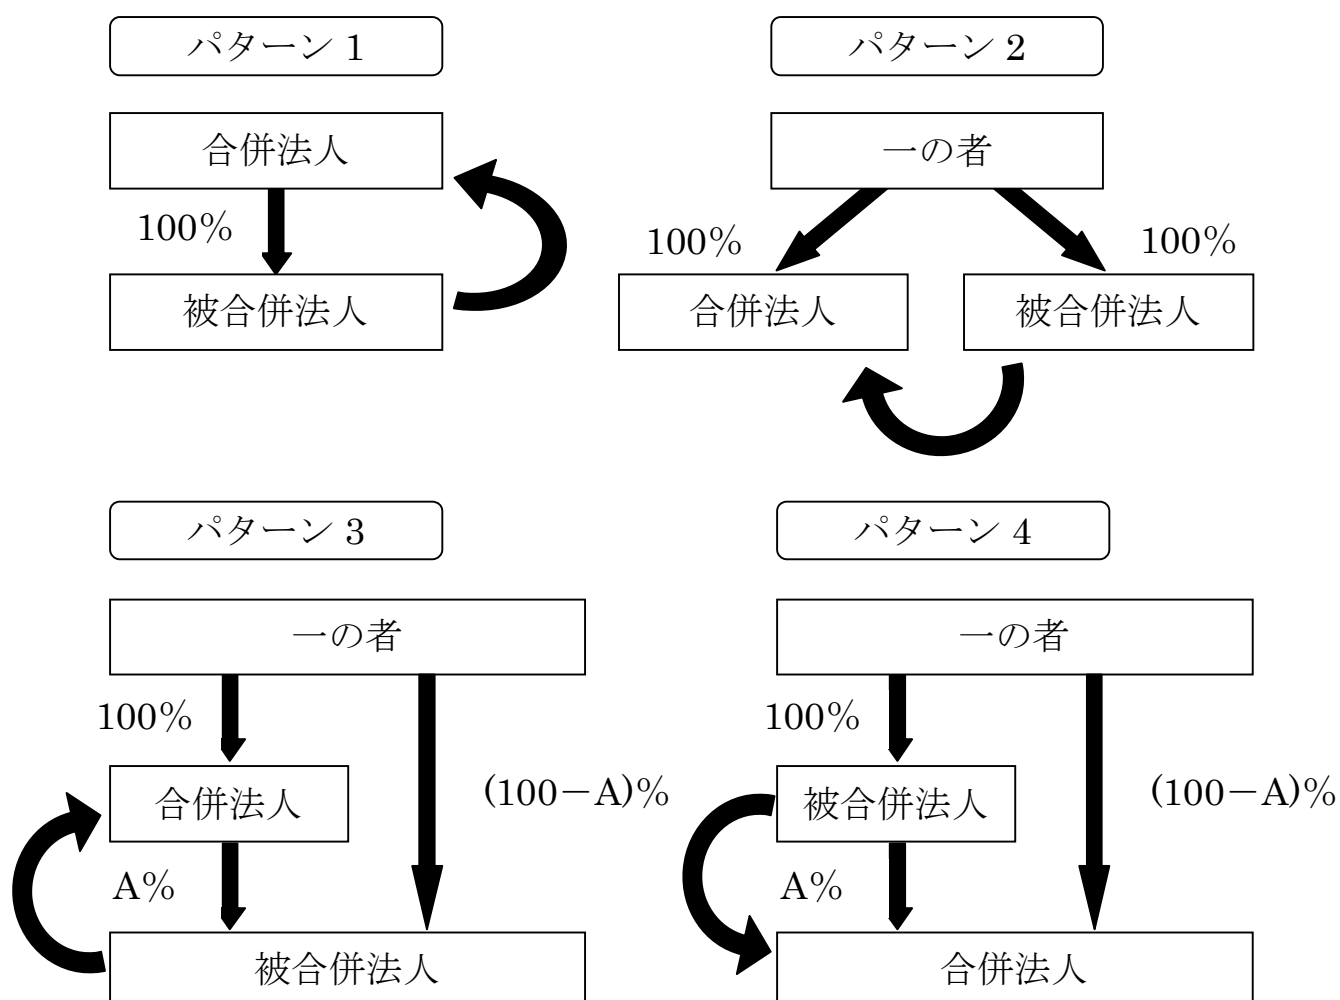 パターン 1
合併法人
100%
被合併法人
パターン 2
一の者
100%
100%
合併法人
被合併法人
パターン 3
一の者
100%
合併法人
(100－A)%
A%
被合併法人
パターン 4
一の者
100%
被合併法人
(100－A)%
A%
合併法人